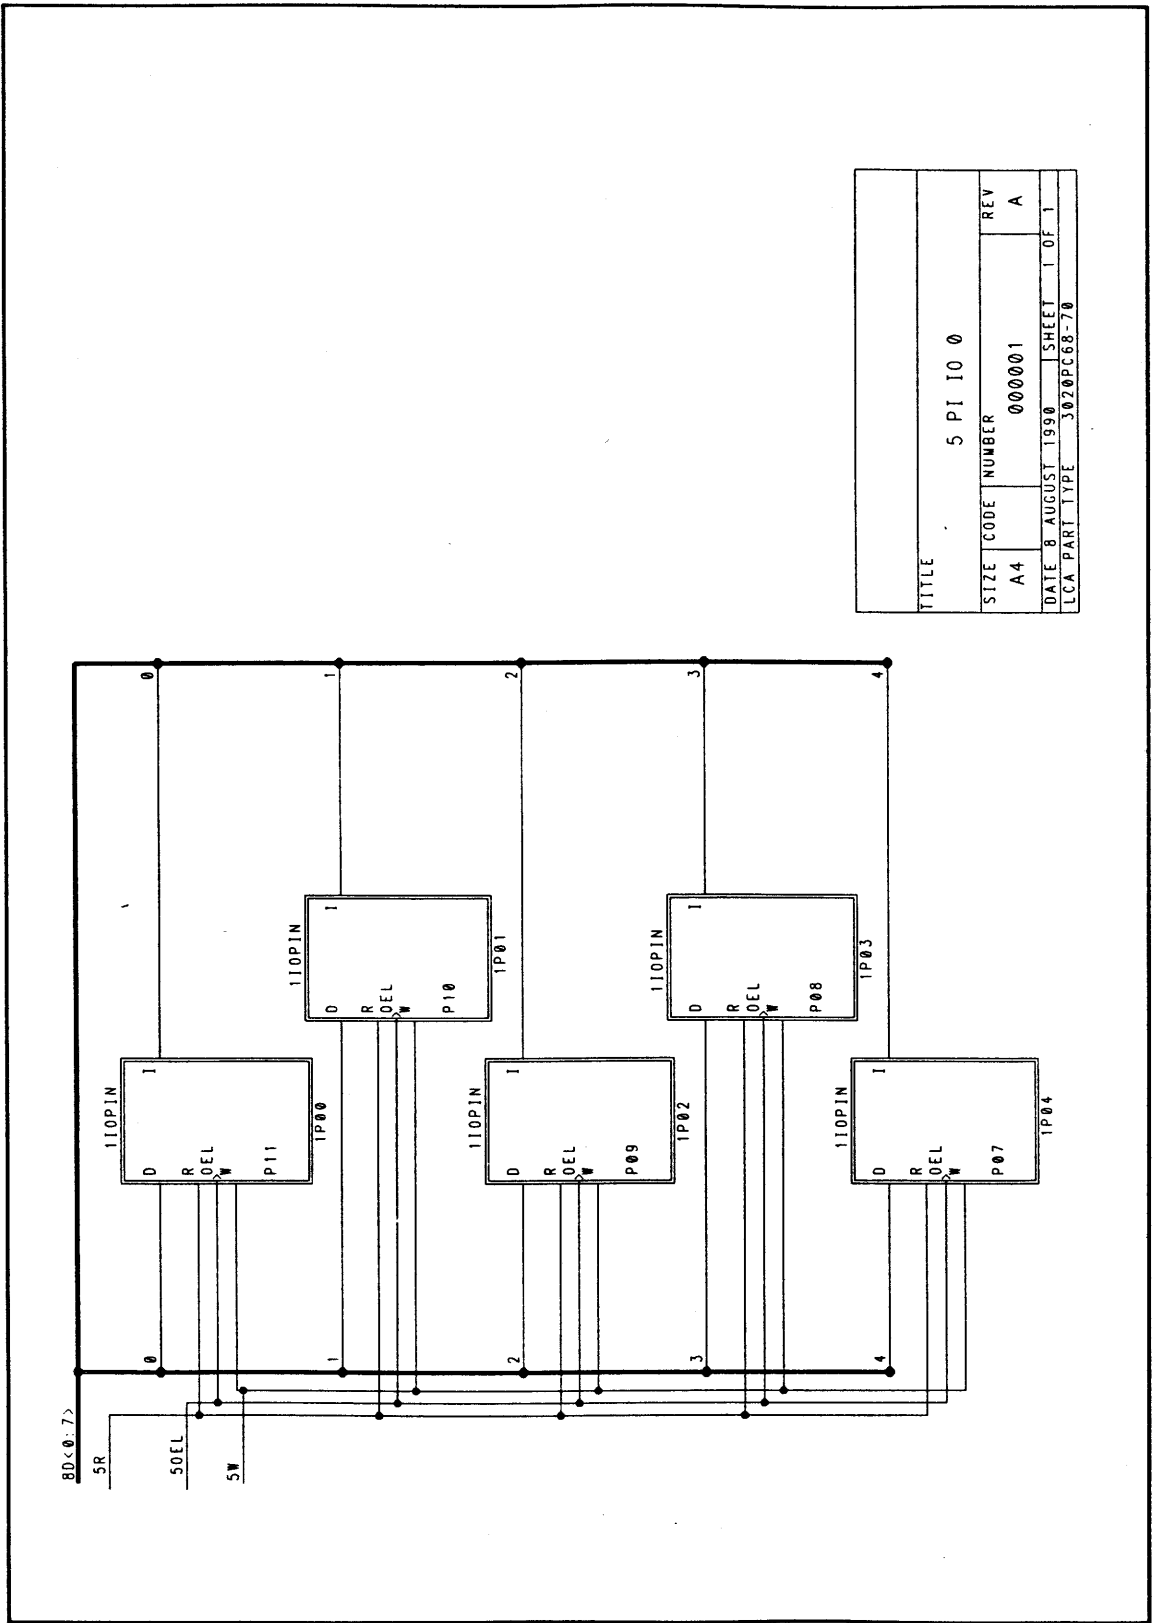 8D<0:7>
5R
5OEL
5W
0
0
1IOPIN
D
I
R
OEL
W
P11
1P00
1
1
1IOPIN
D
I
R
OEL
W
P10
1P01
2
2
1IOPIN
D
I
R
OEL
W
P09
1P02
3
3
1IOPIN
D
I
R
OEL
W
P08
1P03
4
4
1IOPIN
D
I
R
OEL
W
P07
1P04
TITLE
5 PI IO 0
SIZE CODE NUMBER REV
A4 000001 A
DATE 8 AUGUST 1990 SHEET 1 OF 1
LCA PART TYPE 3020PC68-70